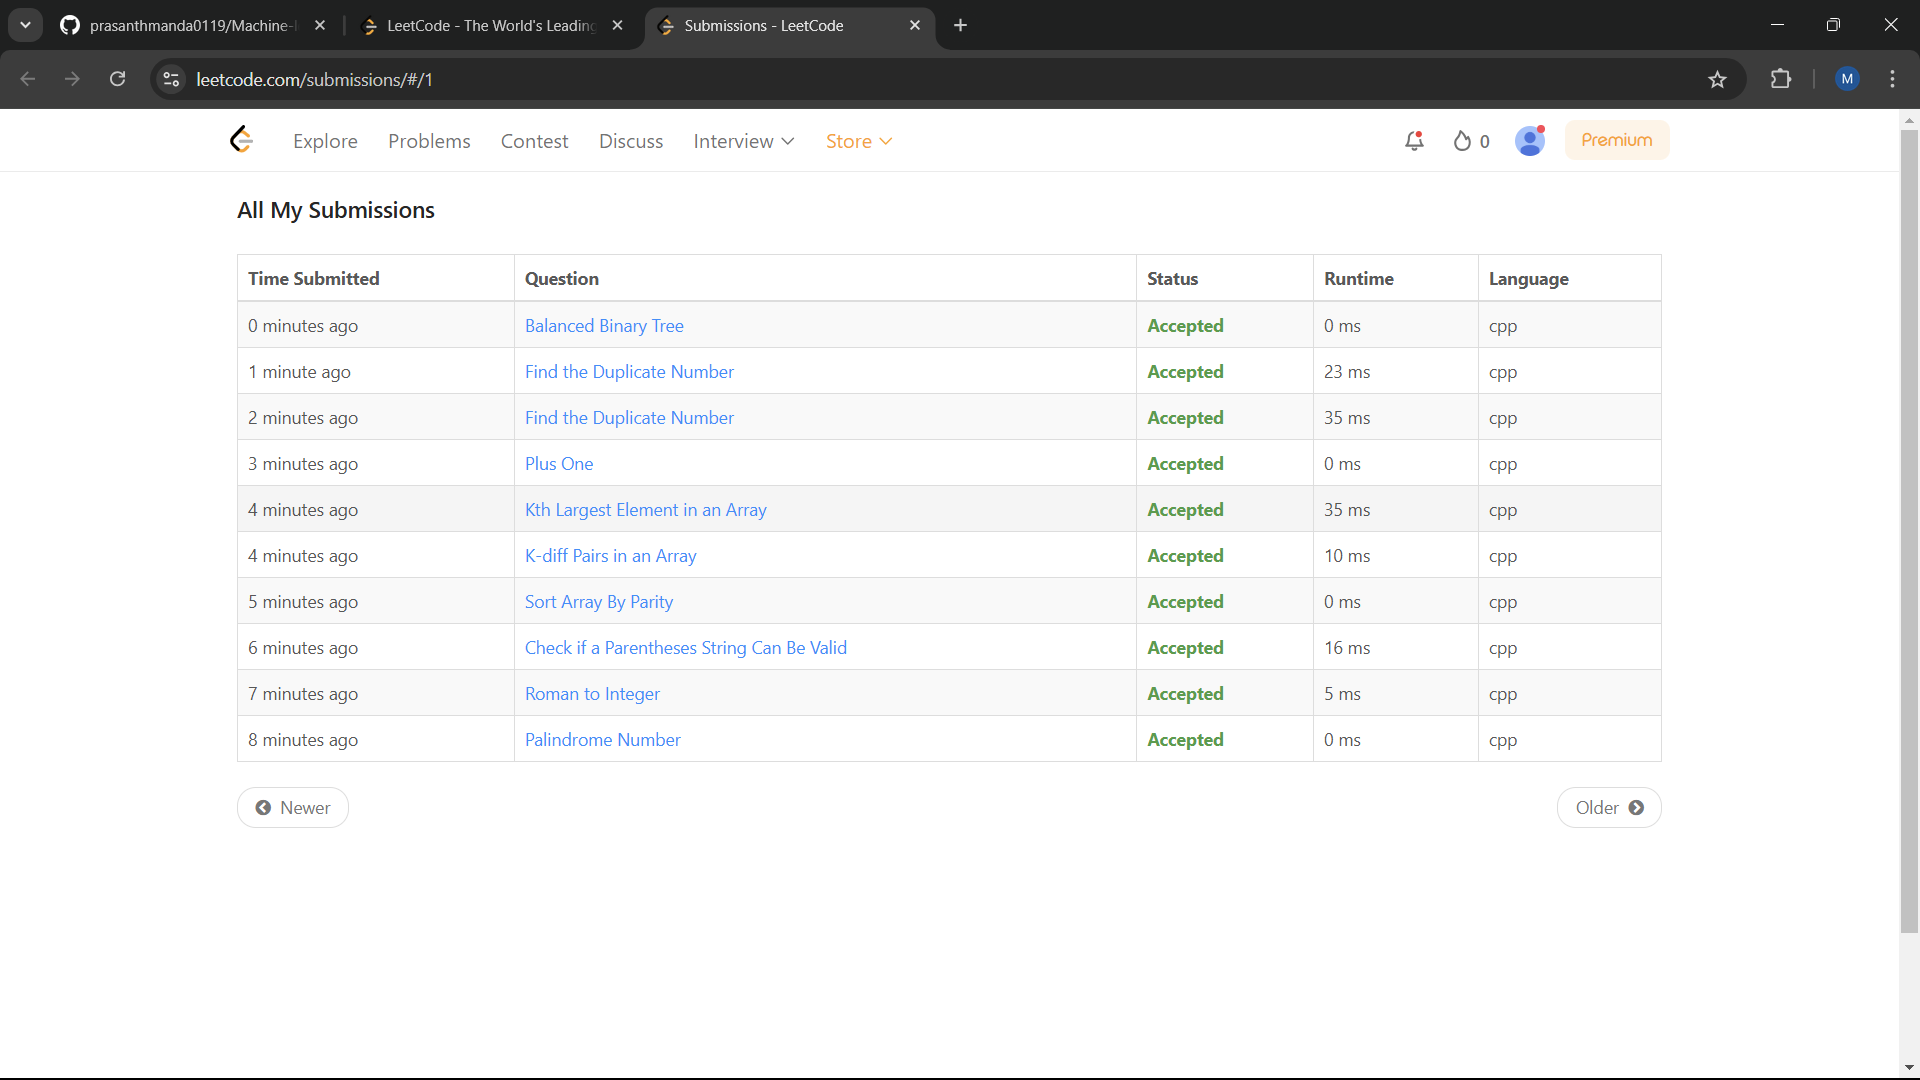 prasanthmanda0119/Machine-l
LeetCode - The World's Leading
Submissions - LeetCode
leetcode.com/submissions/#/1
M
Explore Problems Contest Discuss Interview Store 0 Premium
All My Submissions
Time Submitted Question Status Runtime Language
0 minutes ago Balanced Binary Tree Accepted 0 ms cpp
1 minute ago Find the Duplicate Number Accepted 23 ms cpp
2 minutes ago Find the Duplicate Number Accepted 35 ms cpp
3 minutes ago Plus One Accepted 0 ms cpp
4 minutes ago Kth Largest Element in an Array Accepted 35 ms cpp
4 minutes ago K-diff Pairs in an Array Accepted 10 ms cpp
5 minutes ago Sort Array By Parity Accepted 0 ms cpp
6 minutes ago Check if a Parentheses String Can Be Valid Accepted 16 ms cpp
7 minutes ago Roman to Integer Accepted 5 ms cpp
8 minutes ago Palindrome Number Accepted 0 ms cpp
Newer Older